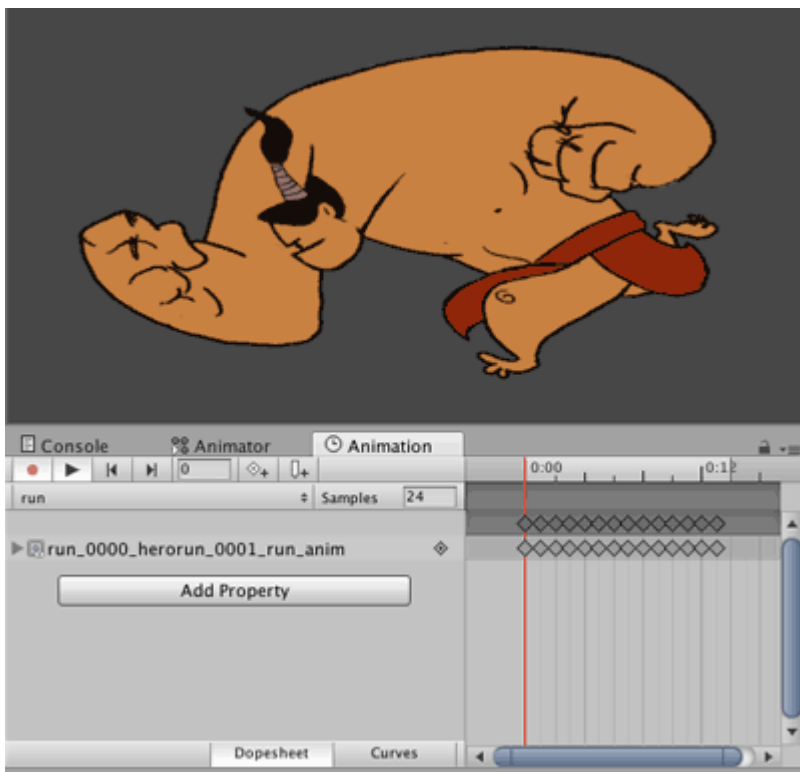 Console Animator Animation
0 0:00 0:12
run Samples 24
run_0000_herorun_0001_run_anim
Add Property
Dopesheet Curves